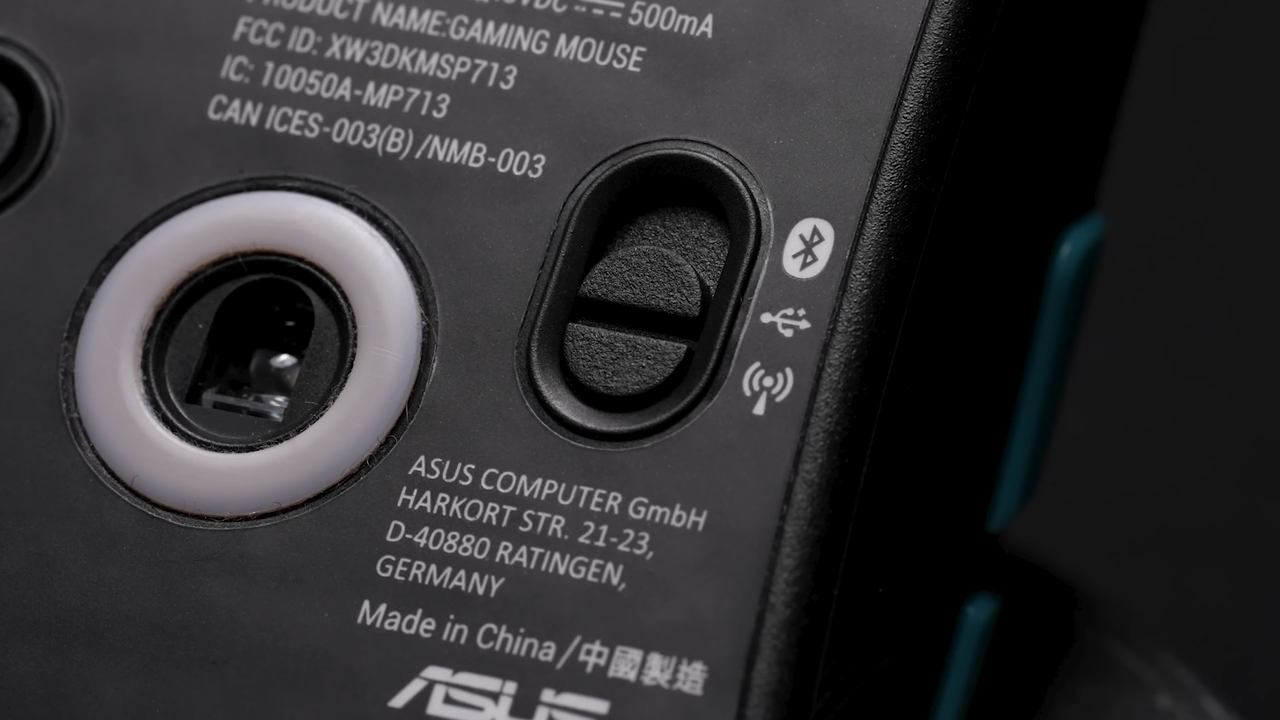 500mA
PRODUCT NAME:GAMING MOUSE
FCC ID: XW3DKMSP713
IC: 10050A-MP713
CAN ICES-003(B) /NMB-003
ASUS COMPUTER GmbH
HARKORT STR. 21-23,
D-40880 RATINGEN,
GERMANY
Made in China/中國製造
ASUS